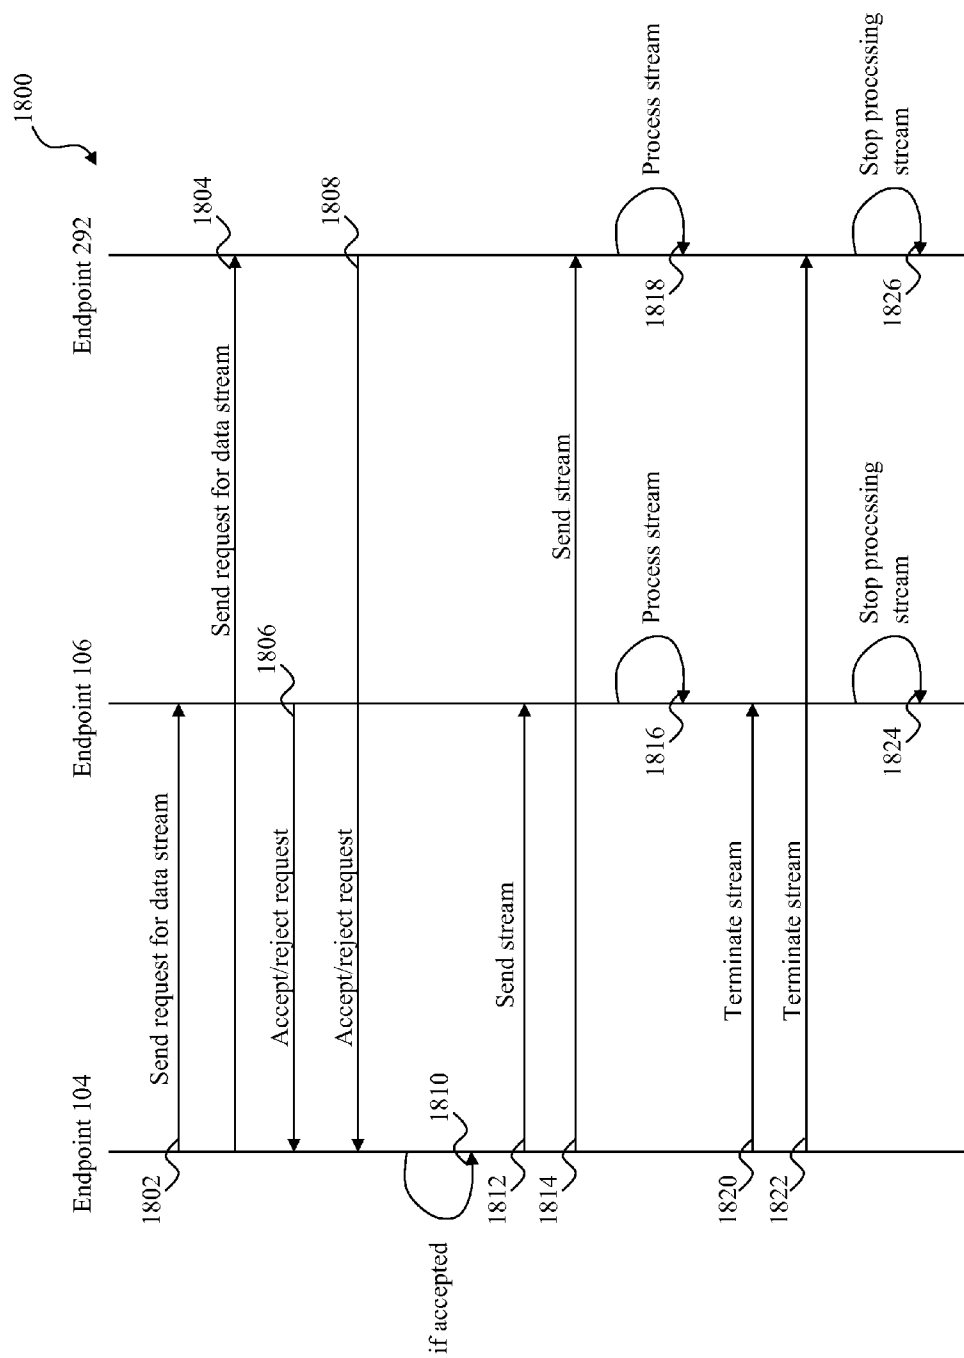 1800
Endpoint 104
Endpoint 106
Endpoint 292
1802
Send request for data stream
Send request for data stream
1804
Accept/reject request
1806
Accept/reject request
1808
if accepted
1810
1812
Send stream
1814
Send stream
Process stream
1816
Process stream
1818
1820
Terminate stream
1822
Terminate stream
Stop processing
stream
1824
Stop processing
stream
1826